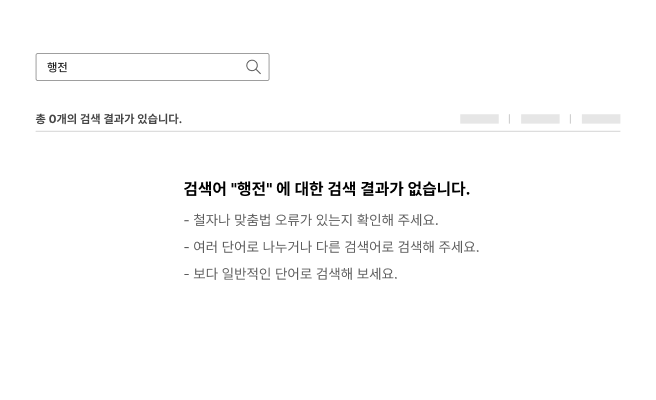 행전
총 0개의 검색 결과가 있습니다.
검색어 "행전" 에 대한 검색 결과가 없습니다.
- 철자나 맞춤법 오류가 있는지 확인해 주세요.
- 여러 단어로 나누거나 다른 검색어로 검색해 주세요.
- 보다 일반적인 단어로 검색해 보세요.